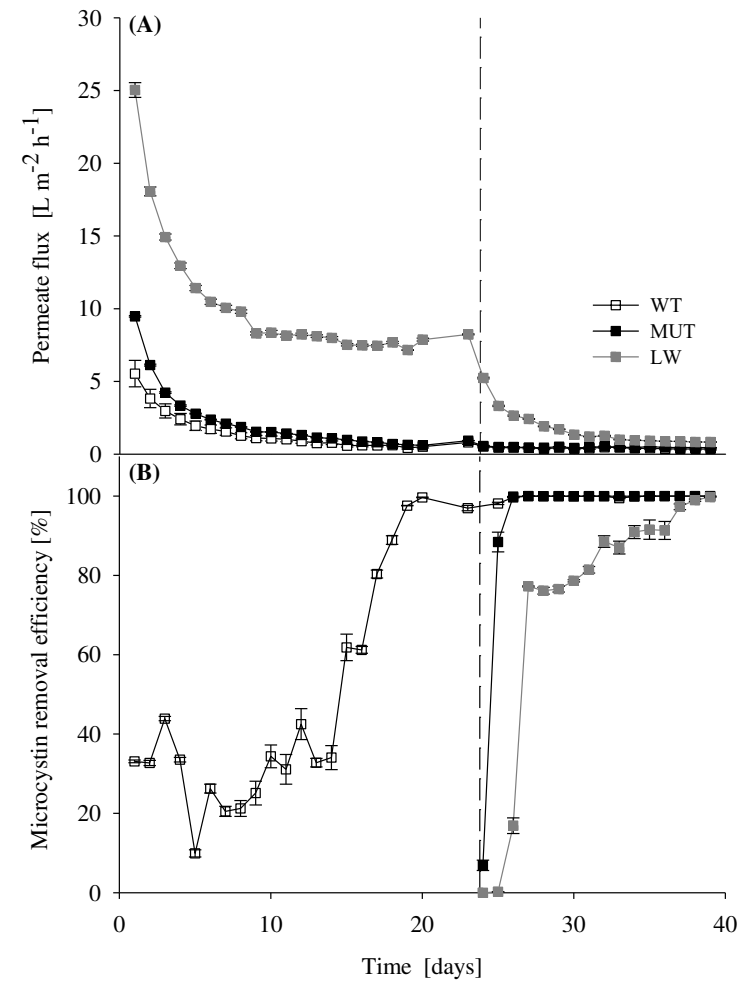 (A)
30
25
20
15
10
5
0
Permeate flux [L m-2 h-1]
WT
MUT
LW
(B)
100
80
60
40
20
0
Microcystin removal efficiency [%]
0 10 20 30 40
Time [days]